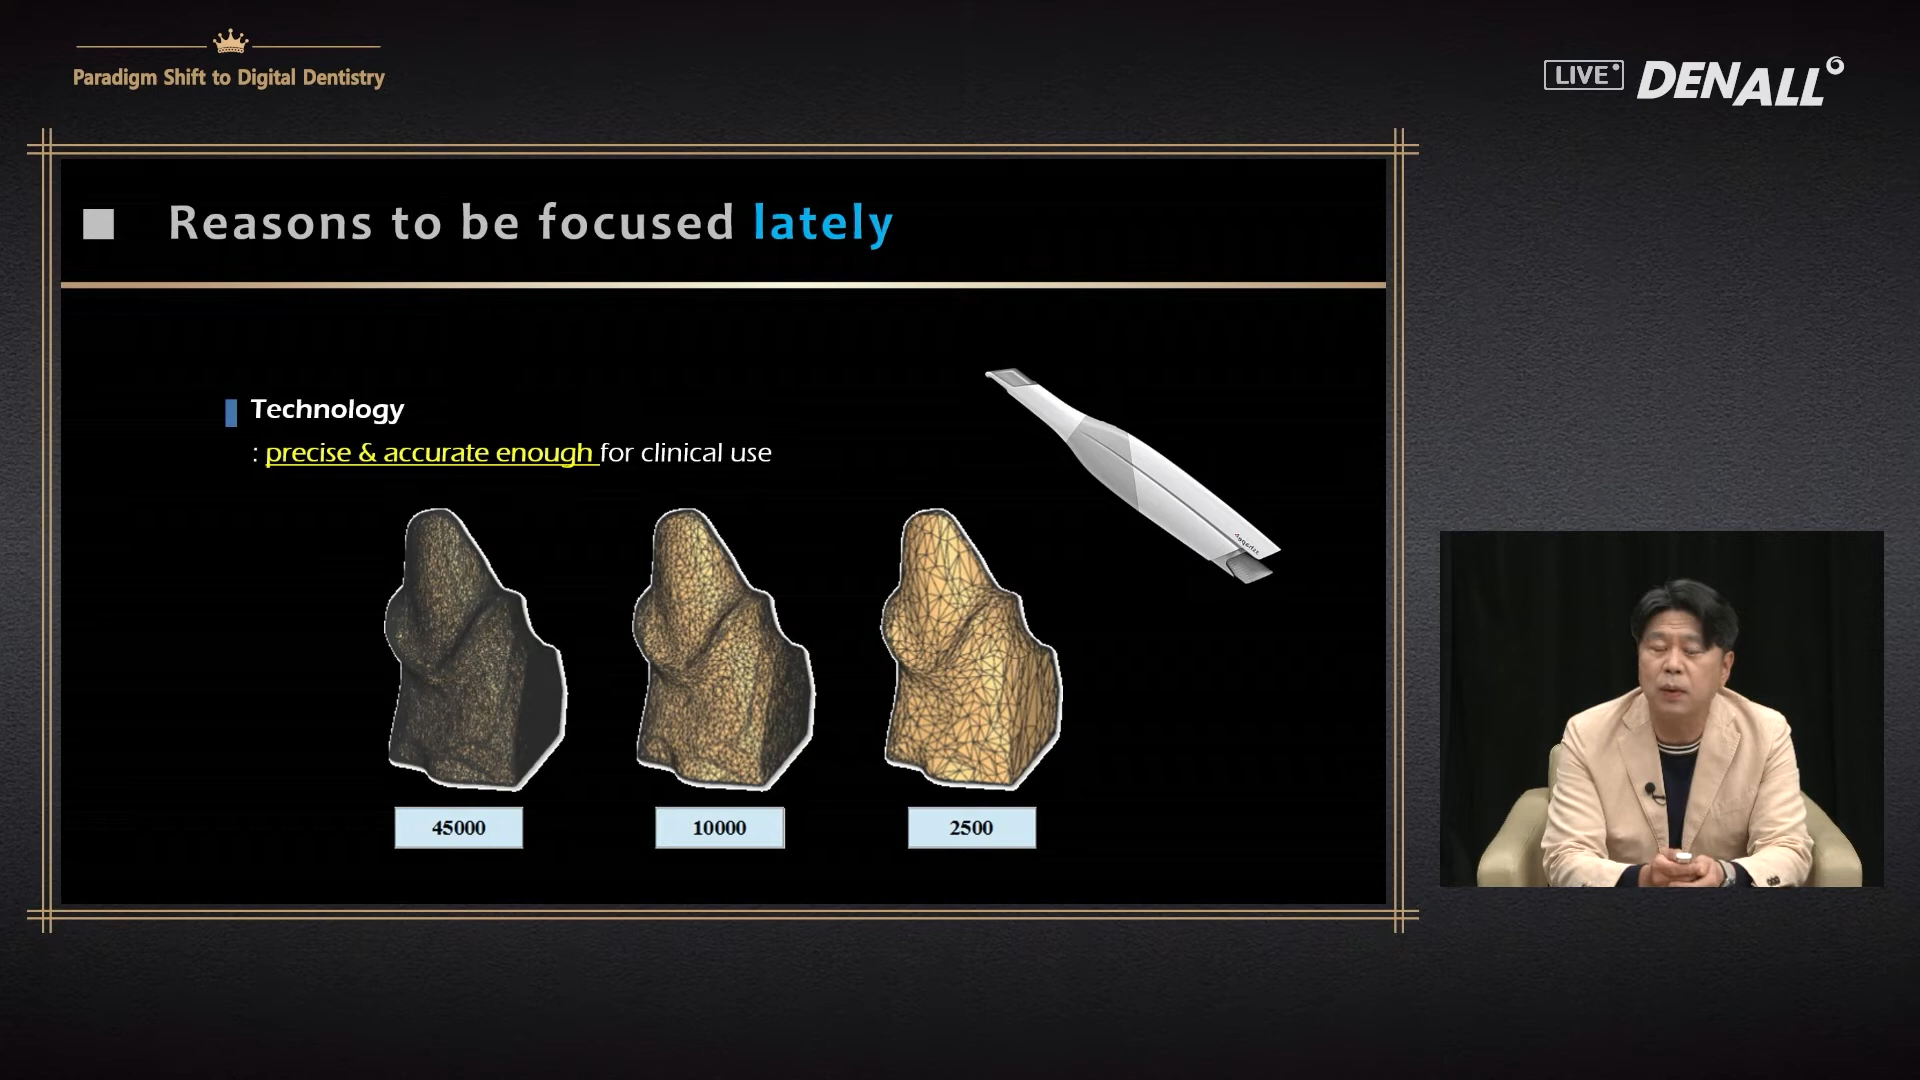 Paradigm Shift to Digital Dentistry
LIVE DENALL
Reasons to be focused lately
Technology
: precise & accurate enough for clinical use
45000 10000 2500